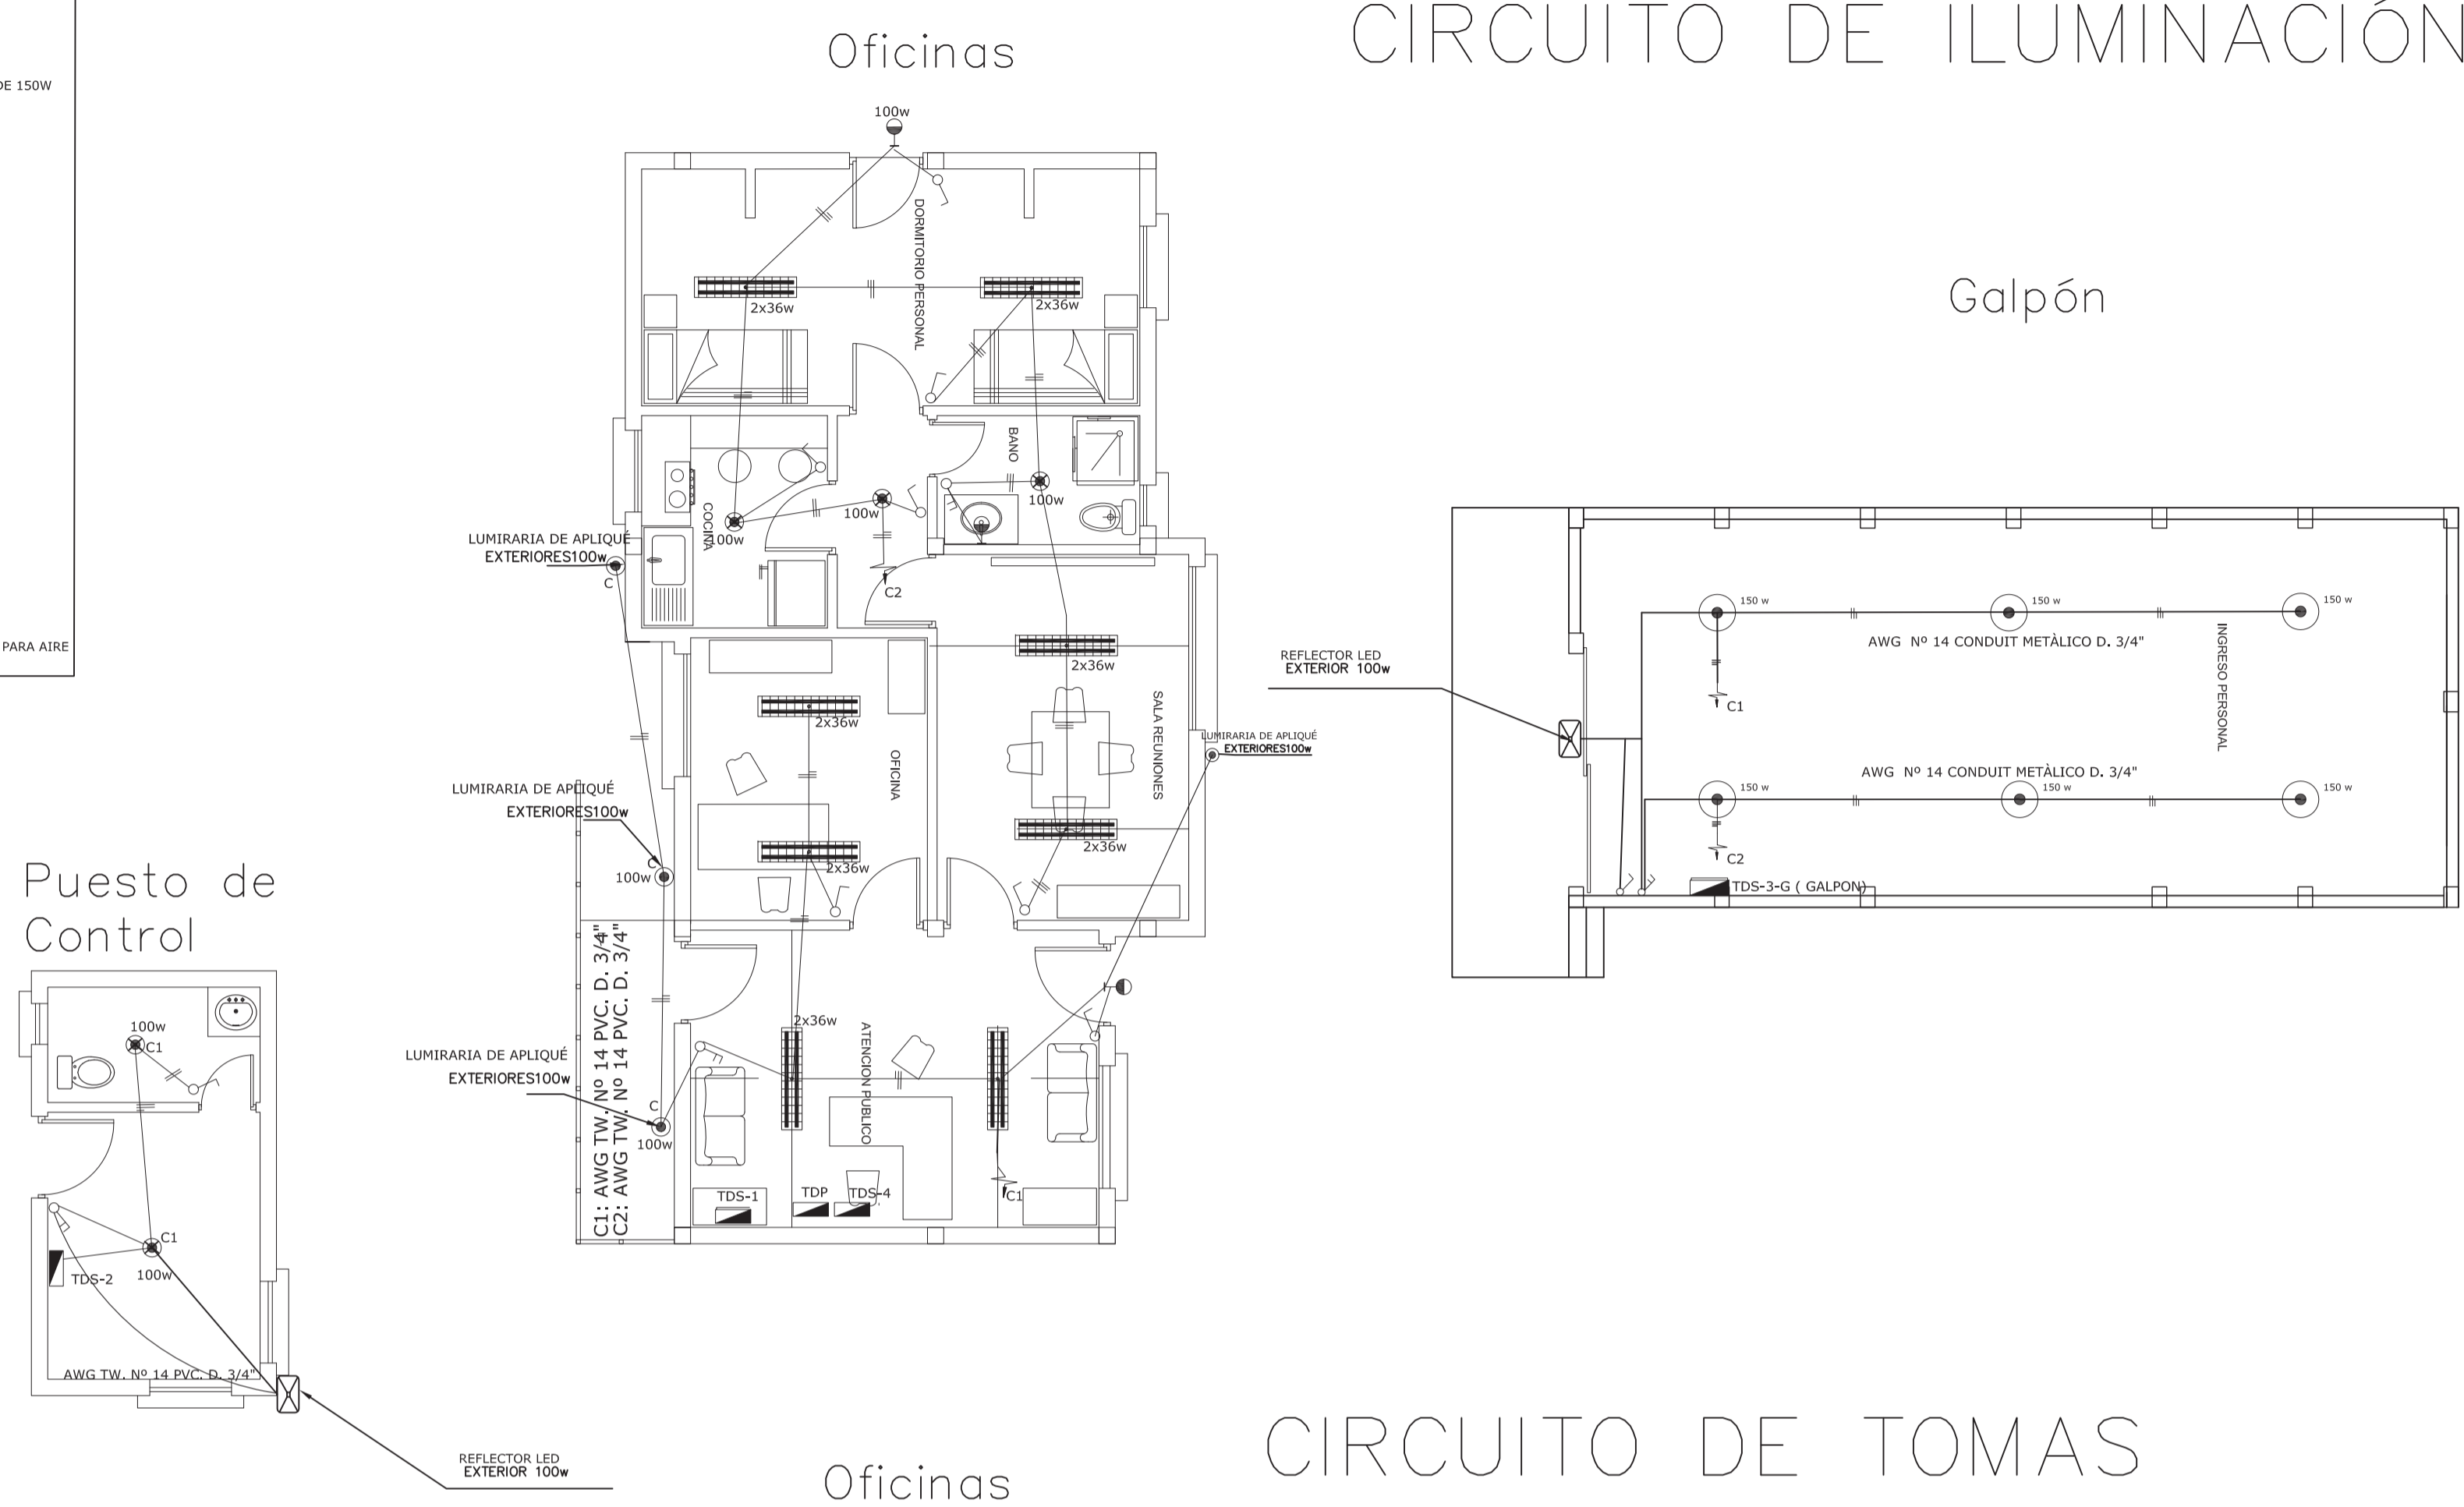 CIRCUITO DE ILUMINACIÓN
Oficinas
DE 150W
PARA AIRE
100w
DORMITORIO PERSONAL
2x36w
2x36w
BANO
100w
COCINA
100w
100w
C2
LUMIRARIA DE APLIQUÉ
EXTERIORES100w
C
2x36w
2x36w
OFICINA
SALA REUNIONES
LUMIRARIA DE APLIQUÉ
EXTERIORES100w
LUMIRARIA DE APLIQUÉ
EXTERIORES100w
C
100w
2x36w
2x36w
C1: AWG TW. Nº 14 PVC. D. 3/4"
C2: AWG TW. Nº 14 PVC. D. 3/4"
2x36w
ATENCION PUBLICO
LUMIRARIA DE APLIQUÉ
EXTERIORES100w
C
100w
TDS-1
TDP
TDS-4
C1
Galpón
150 w
150 w
150 w
AWG Nº 14 CONDUIT METÀLICO D. 3/4"
C1
INGRESO PERSONAL
REFLECTOR LED
EXTERIOR 100w
AWG Nº 14 CONDUIT METÀLICO D. 3/4"
150 w
150 w
150 w
C2
TDS-3-G ( GALPON)
Puesto de
Control
100w
C1
C1
100w
TDS-2
AWG TW. Nº 14 PVC. D. 3/4"
REFLECTOR LED
EXTERIOR 100w
CIRCUITO DE TOMAS
Oficinas